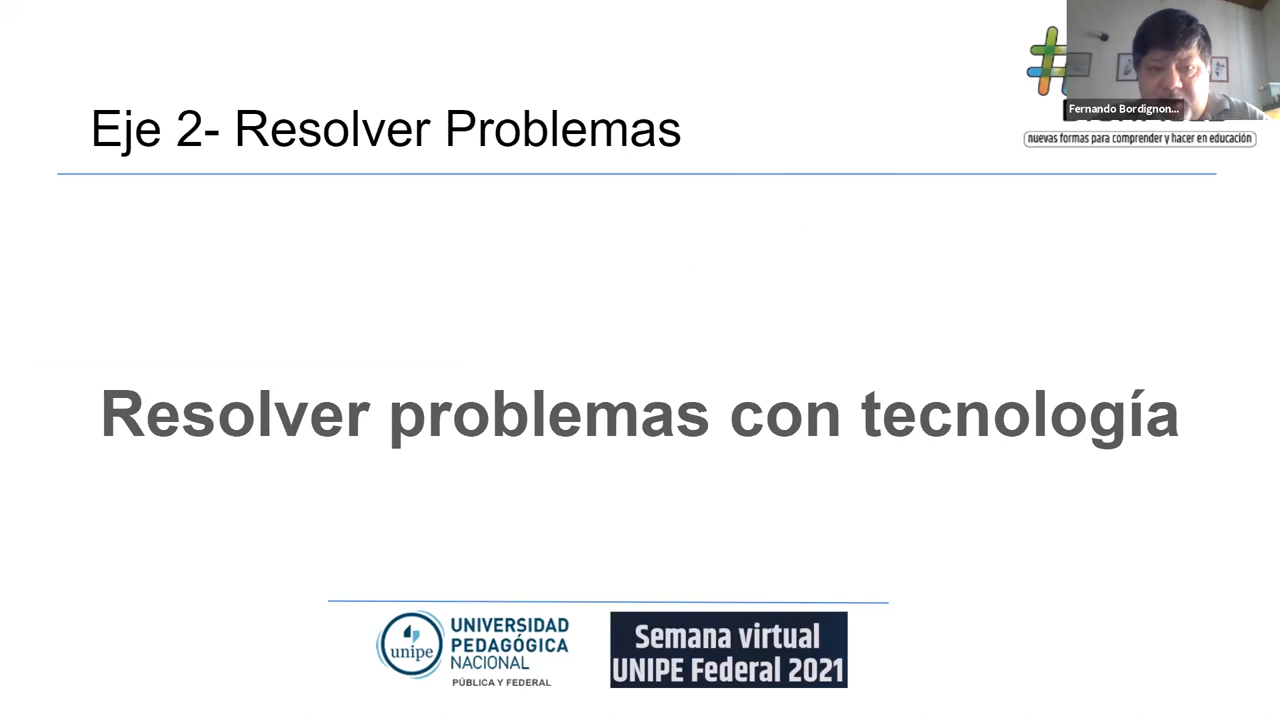 Eje 2- Resolver Problemas
Fernando Bordignon...
nuevas formas para comprender y hacer en educación
Resolver problemas con tecnología
unipe
UNIVERSIDAD
PEDAGÓGICA
NACIONAL
PÚBLICA Y FEDERAL
Semana virtual
UNIPE Federal 2021